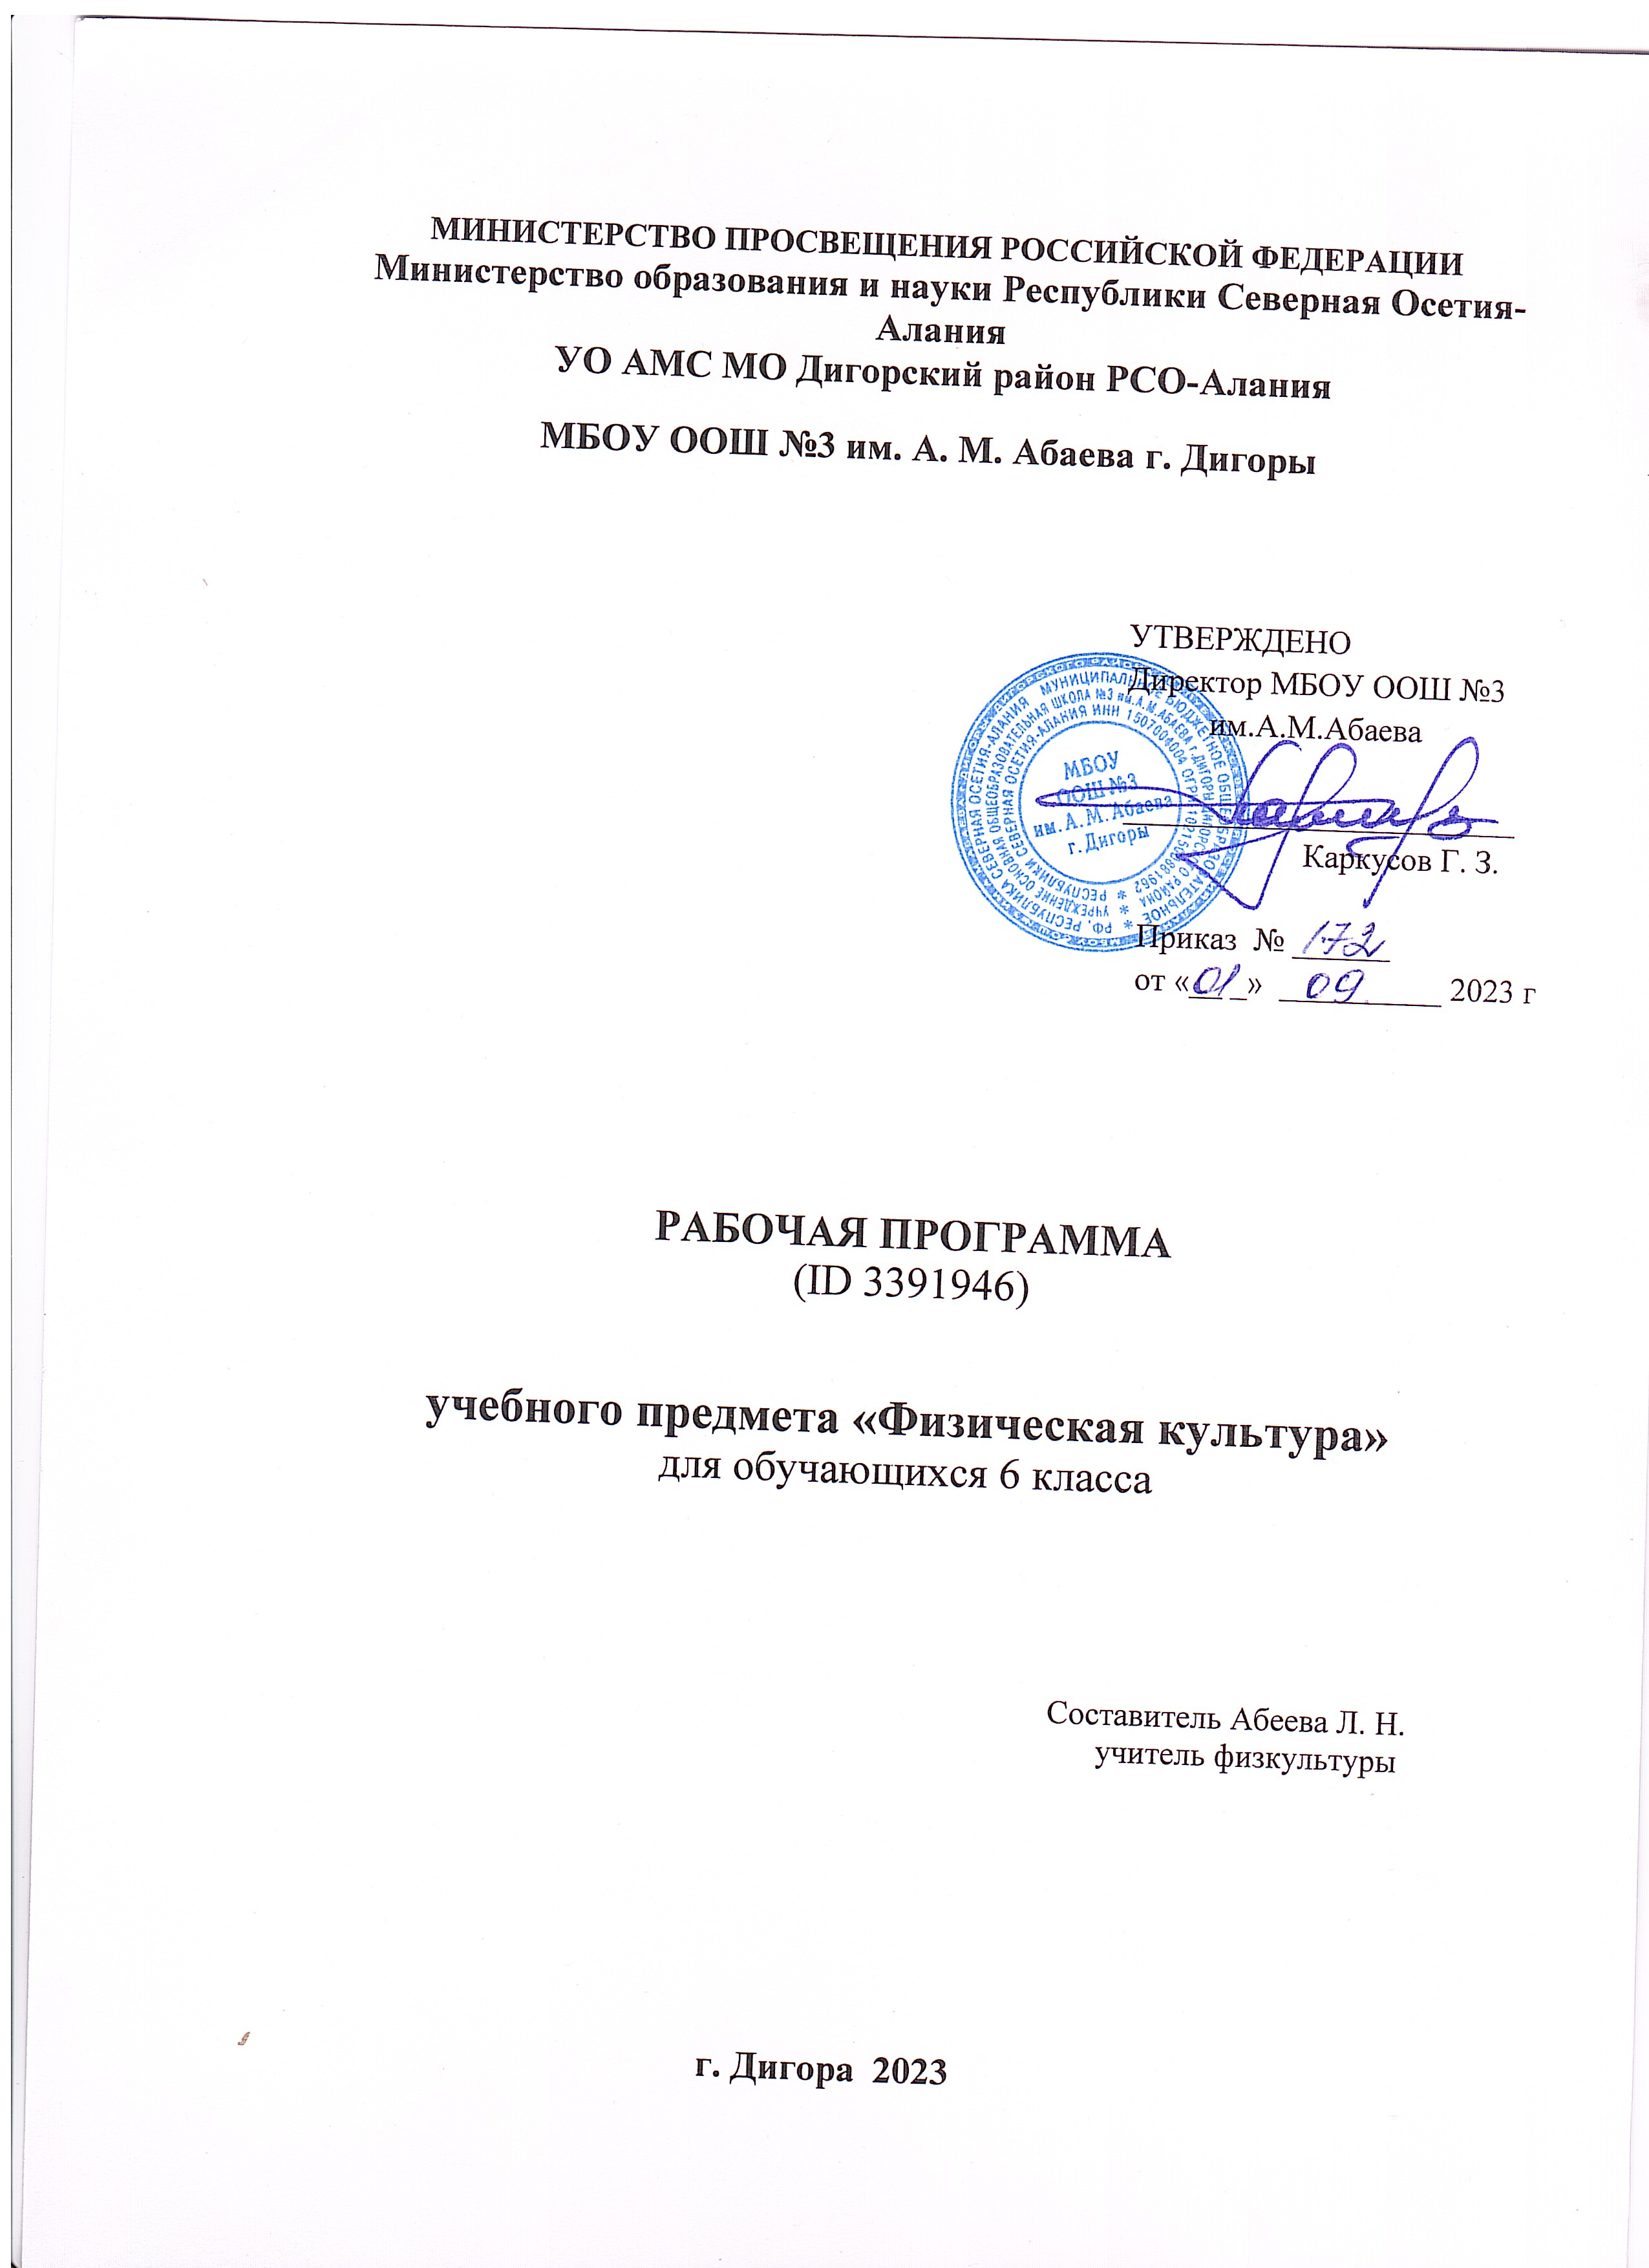 МИНИСТЕРСТВО ПРОСВЕЩЕНИЯ РОССИЙСКОЙ ФЕДЕРАЦИИ
Министерство образования и науки Республики Северная Осетия-
Алания
УО АМС МО Дигорский район РСО-Алания
МБОУ ООШ №3 им. А. М. Абаева г. Дигоры
УТВЕРЖДЕНО
Директор МБОУ ООШ №3
им.А.М.Абаева
МБОУ
ООШ №3
им. А. М. Абаева
г. Дигоры
Каркусов Г. З.
Приказ № 172
от «01» 09 2023 г
РАБОЧАЯ ПРОГРАММА
(ID 3391946)
учебного предмета «Физическая культура»
для обучающихся 6 класса
Составитель Абеева Л. Н.
учитель физкультуры
г. Дигора 2023